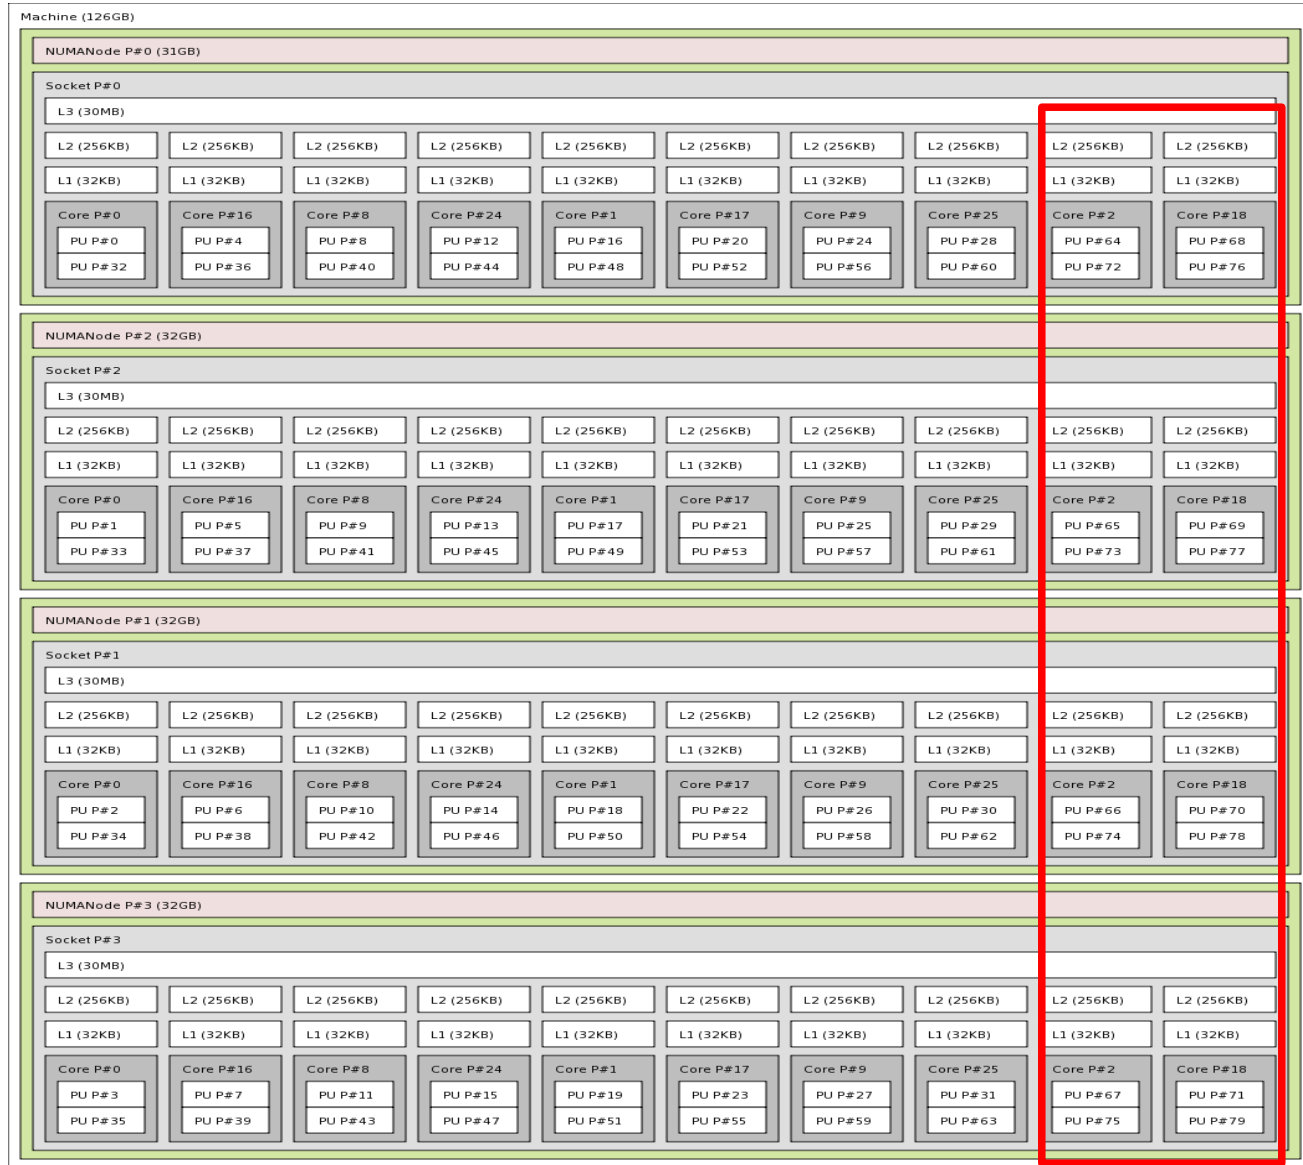 Machine (126GB)
NUMANode P#0 (31GB)
Socket P#0
L3 (30MB)
L2 (256KB) L2 (256KB) L2 (256KB) L2 (256KB) L2 (256KB) L2 (256KB) L2 (256KB) L2 (256KB) L2 (256KB) L2 (256KB)
L1 (32KB) L1 (32KB) L1 (32KB) L1 (32KB) L1 (32KB) L1 (32KB) L1 (32KB) L1 (32KB) L1 (32KB) L1 (32KB)
Core P#0 Core P#16 Core P#8 Core P#24 Core P#1 Core P#17 Core P#9 Core P#25 Core P#2 Core P#18
PU P#0 PU P#4 PU P#8 PU P#12 PU P#16 PU P#20 PU P#24 PU P#28 PU P#64 PU P#68
PU P#32 PU P#36 PU P#40 PU P#44 PU P#48 PU P#52 PU P#56 PU P#60 PU P#72 PU P#76
NUMANode P#2 (32GB)
Socket P#2
L3 (30MB)
L2 (256KB) L2 (256KB) L2 (256KB) L2 (256KB) L2 (256KB) L2 (256KB) L2 (256KB) L2 (256KB) L2 (256KB) L2 (256KB)
L1 (32KB) L1 (32KB) L1 (32KB) L1 (32KB) L1 (32KB) L1 (32KB) L1 (32KB) L1 (32KB) L1 (32KB) L1 (32KB)
Core P#0 Core P#16 Core P#8 Core P#24 Core P#1 Core P#17 Core P#9 Core P#25 Core P#2 Core P#18
PU P#1 PU P#5 PU P#9 PU P#13 PU P#17 PU P#21 PU P#25 PU P#29 PU P#65 PU P#69
PU P#33 PU P#37 PU P#41 PU P#45 PU P#49 PU P#53 PU P#57 PU P#61 PU P#73 PU P#77
NUMANode P#1 (32GB)
Socket P#1
L3 (30MB)
L2 (256KB) L2 (256KB) L2 (256KB) L2 (256KB) L2 (256KB) L2 (256KB) L2 (256KB) L2 (256KB) L2 (256KB) L2 (256KB)
L1 (32KB) L1 (32KB) L1 (32KB) L1 (32KB) L1 (32KB) L1 (32KB) L1 (32KB) L1 (32KB) L1 (32KB) L1 (32KB)
Core P#0 Core P#16 Core P#8 Core P#24 Core P#1 Core P#17 Core P#9 Core P#25 Core P#2 Core P#18
PU P#2 PU P#6 PU P#10 PU P#14 PU P#18 PU P#22 PU P#26 PU P#30 PU P#66 PU P#70
PU P#34 PU P#38 PU P#42 PU P#46 PU P#50 PU P#54 PU P#58 PU P#62 PU P#74 PU P#78
NUMANode P#3 (32GB)
Socket P#3
L3 (30MB)
L2 (256KB) L2 (256KB) L2 (256KB) L2 (256KB) L2 (256KB) L2 (256KB) L2 (256KB) L2 (256KB) L2 (256KB) L2 (256KB)
L1 (32KB) L1 (32KB) L1 (32KB) L1 (32KB) L1 (32KB) L1 (32KB) L1 (32KB) L1 (32KB) L1 (32KB) L1 (32KB)
Core P#0 Core P#16 Core P#8 Core P#24 Core P#1 Core P#17 Core P#9 Core P#25 Core P#2 Core P#18
PU P#3 PU P#7 PU P#11 PU P#15 PU P#19 PU P#23 PU P#27 PU P#31 PU P#67 PU P#71
PU P#35 PU P#39 PU P#43 PU P#47 PU P#51 PU P#55 PU P#59 PU P#63 PU P#75 PU P#79